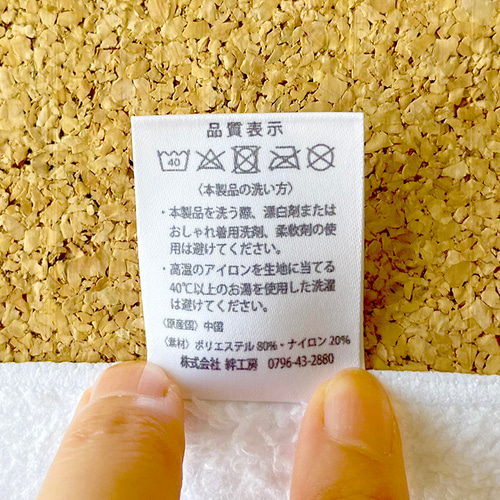 品質表示
40
〈本製品の洗い方〉
・本製品を洗う際、漂白剤または
おしゃれ着用洗剤、柔軟剤の使
用は避けてください。
・高温のアイロンを生地に当てる
40℃以上のお湯を使用した洗濯
は避けてください。
〈原産国〉中国
〈素材〉ポリエステル80%・ナイロン20%
株式会社 絆工房 0796-43-2880